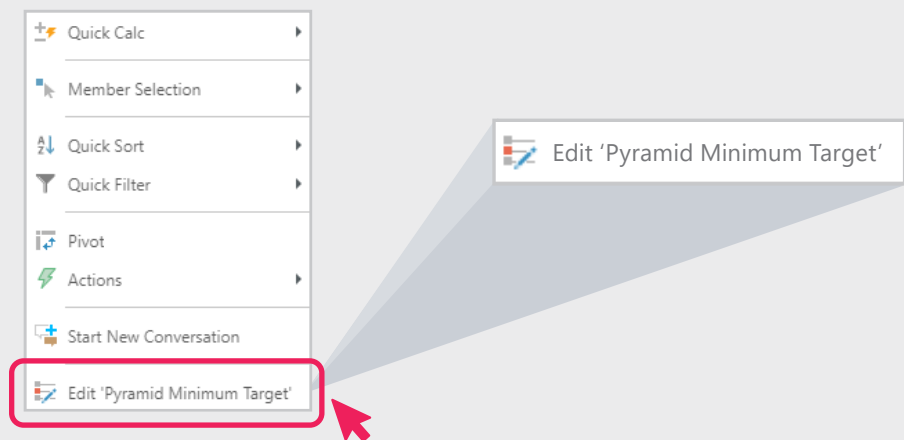 Quick Calc
Member Selection
Quick Sort
Quick Filter
Pivot
Actions
Start New Conversation
Edit 'Pyramid Minimum Target'
Edit ‘Pyramid Minimum Target’